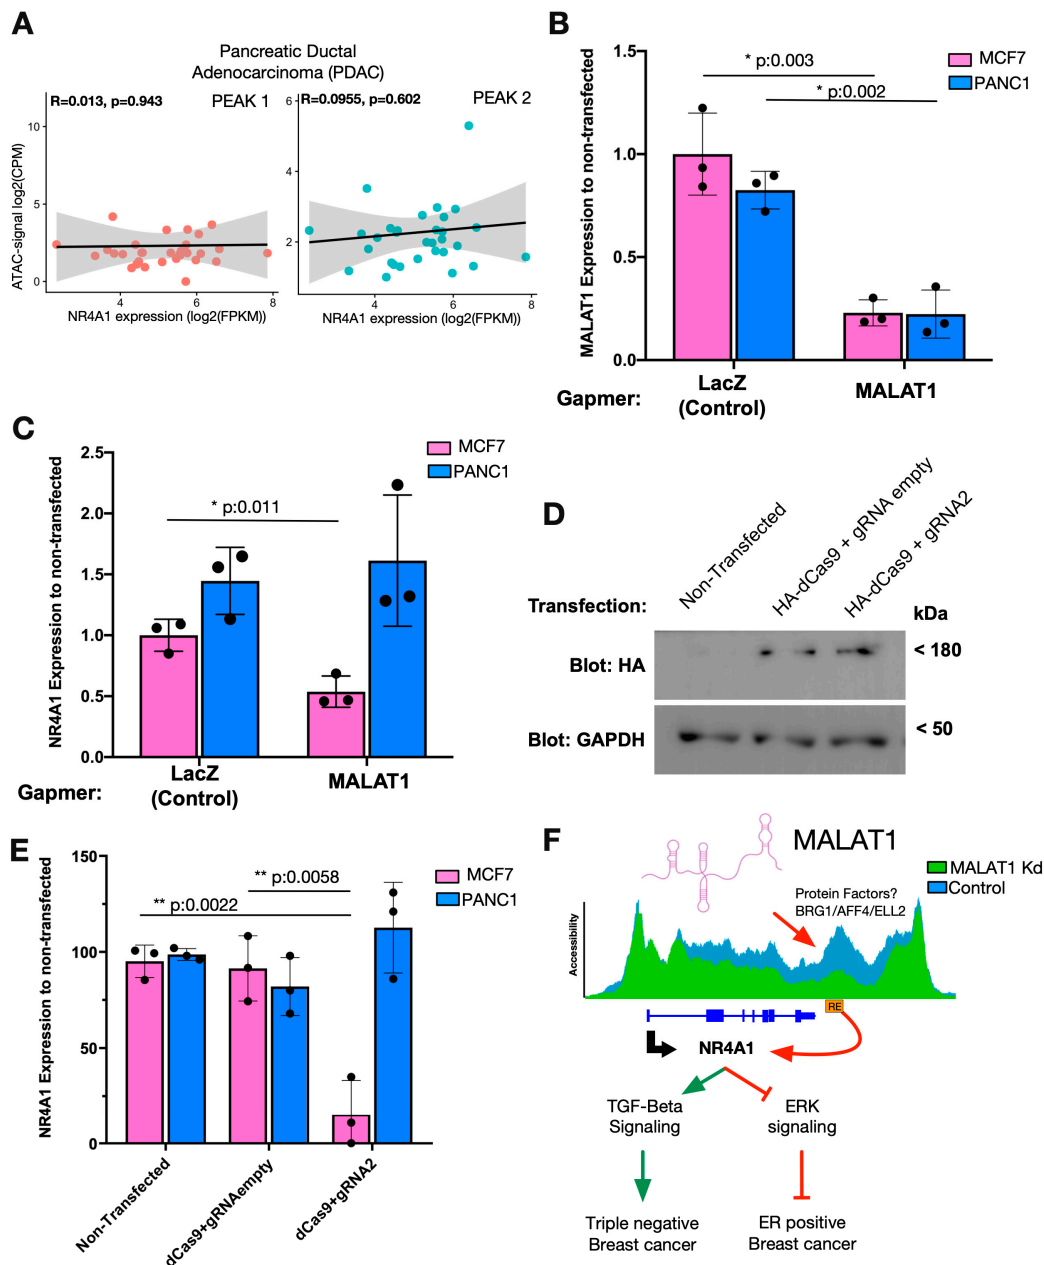 A
Pancreatic Ductal
Adenocarcinoma (PDAC)
R=0.013, p=0.943
PEAK 1
R=0.0955, p=0.602
PEAK 2
ATAC-signal log2(CPM)
10
5
0
6
4
2
4 6 8
4 6 8
NR4A1 expression (log2(FPKM))
NR4A1 expression (log2(FPKM))
B
MALAT1 Expression to non-transfected
1.5
1.0
0.5
0.0
* p:0.003
* p:0.002
MCF7
PANC1
LacZ
(Control)
MALAT1
Gapmer:
C
NR4A1 Expression to non-transfected
2.5
2.0
1.5
1.0
0.5
0.0
* p:0.011
MCF7
PANC1
LacZ
(Control)
MALAT1
Gapmer:
D
Transfection:
Non-Transfected
HA-dCas9 + gRNA empty
HA-dCas9 + gRNA2
kDa
Blot: HA
< 180
Blot: GAPDH
< 50
E
NR4A1 Expression to non-transfected
150
100
50
0
** p:0.0058
** p:0.0022
MCF7
PANC1
Non-Transfected
dCas9+gRNAempty
dCas9+gRNA2
F
MALAT1
MALAT1 Kd
Control
Protein Factors?
BRG1/AFF4/ELL2
Accessibility
RE
NR4A1
TGF-Beta
Signaling
ERK
signaling
Triple negative
Breast cancer
ER positive
Breast cancer